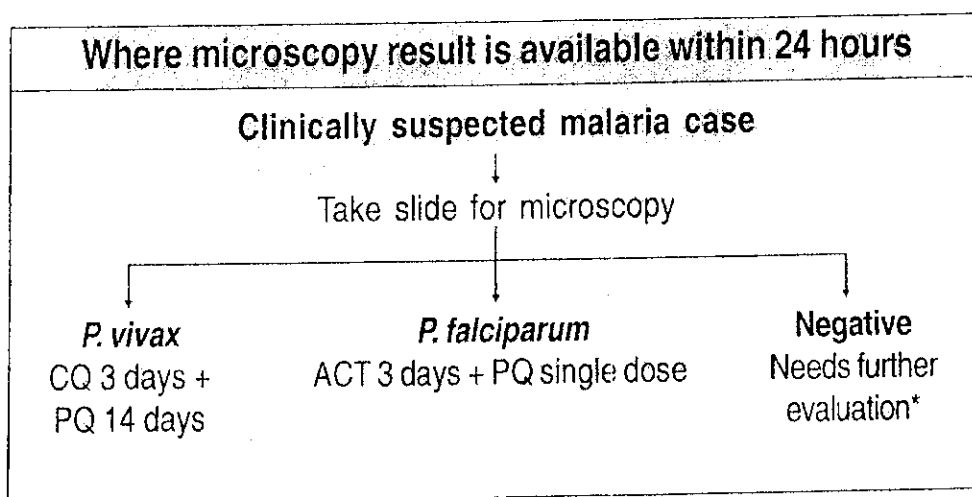 Where microscopy result is available within 24 hours
Clinically suspected malaria case
Take slide for microscopy
P. vivax
CQ 3 days +
PQ 14 days
P. falciparum
ACT 3 days + PQ single dose
Negative
Needs further
evaluation*